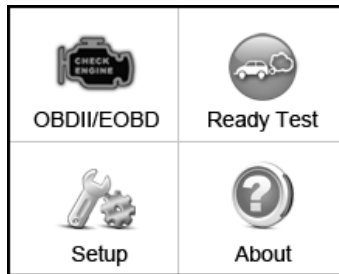 CHECK
ENGINE
OBDII/EOBD
Ready Test
?
Setup
About